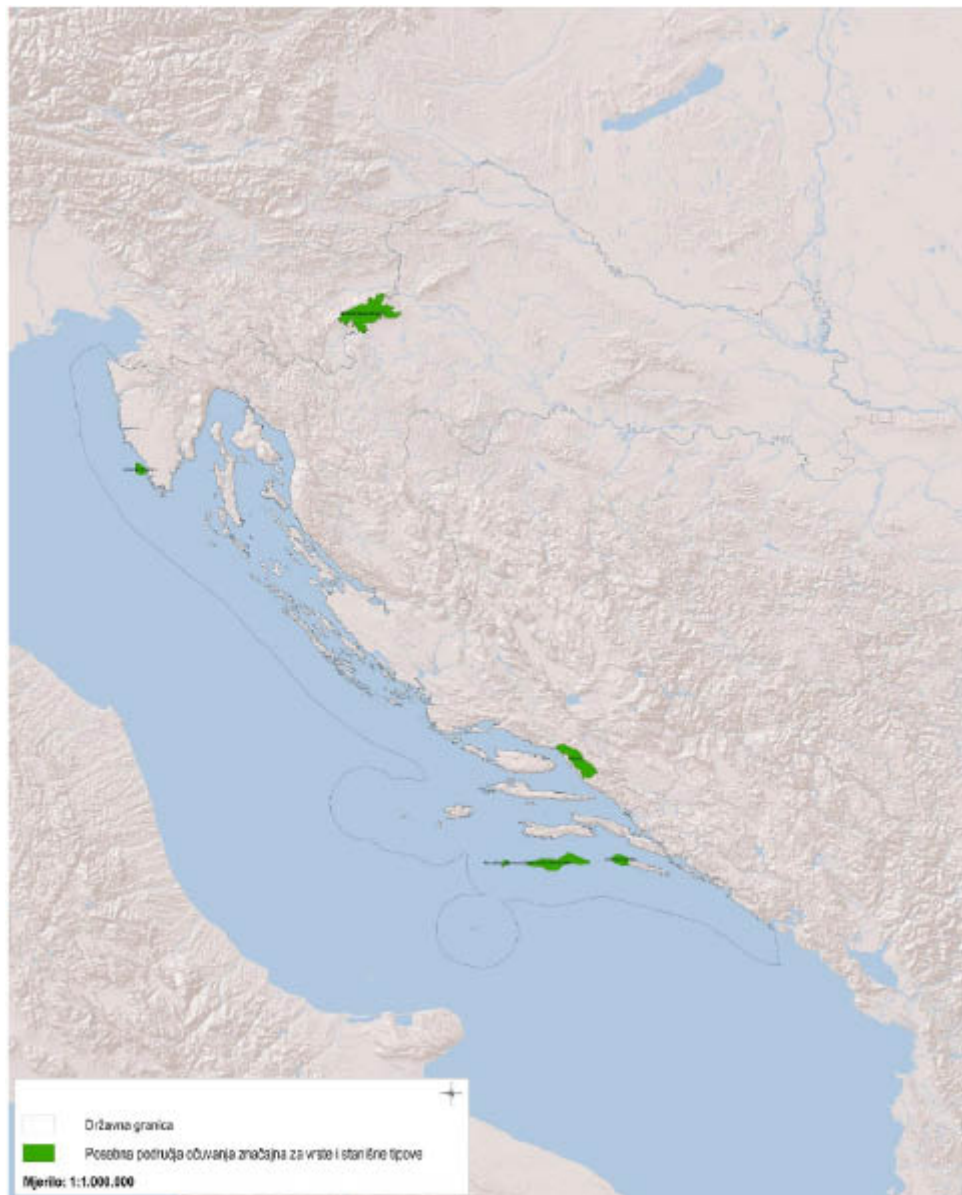 Državna granica
Posebna područja očuvanja značajna za vrste i stanišne tipove
Mjerilo: 1:1.000.000